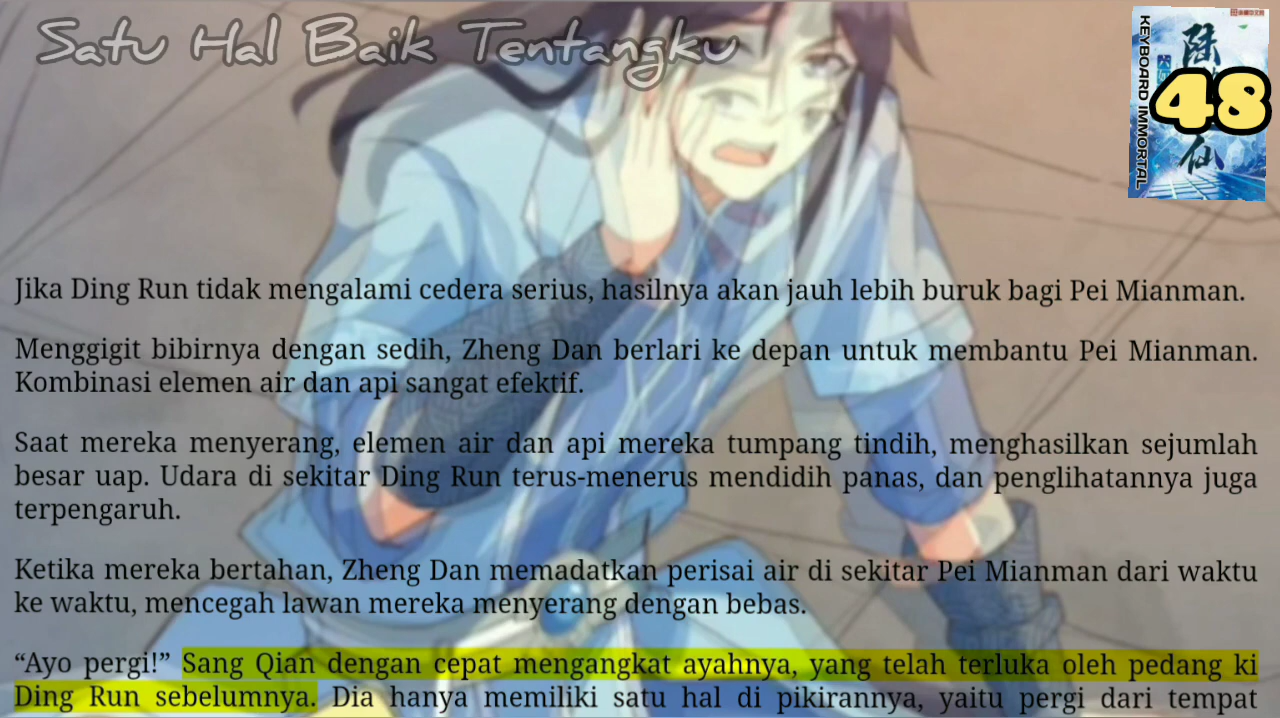 Satu Hal Baik Tentangku
KEYBOARD IMMORTAL
48
Jika Ding Run tidak mengalami cedera serius, hasilnya akan jauh lebih buruk bagi Pei Mianman.
Menggigit bibirnya dengan sedih, Zheng Dan berlari ke depan untuk membantu Pei Mianman.
Kombinasi elemen air dan api sangat efektif.
Saat mereka menyerang, elemen air dan api mereka tumpang tindih, menghasilkan sejumlah
besar uap. Udara di sekitar Ding Run terus-menerus mendidih panas, dan penglihatannya juga
terpengaruh.
Ketika mereka bertahan, Zheng Dan memadatkan perisai air di sekitar Pei Mianman dari waktu
ke waktu, mencegah lawan mereka menyerang dengan bebas.
“Ayo pergi!” Sang Qian dengan cepat mengangkat ayahnya, yang telah terluka oleh pedang ki
Ding Run sebelumnya. Dia hanya memiliki satu hal di pikirannya, yaitu pergi dari tempat